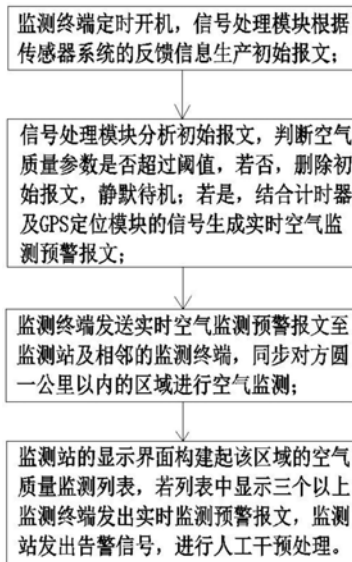 监测终端定时开机，信号处理模块根据
传感器系统的反馈信息生产初始报文；
信号处理模块分析初始报文，判断空气
质量参数是否超过阈值，若否，删除初
始报文，静默待机；若是，结合计时器
及GPS定位模块的信号生成实时空气监
测预警报文；
监测终端发送实时空气监测预警报文至
监测站及相邻的监测终端，同步对方圆
一公里以内的区域进行空气监测；
监测站的显示界面构建起该区域的空气
质量监测列表，若列表中显示三个以上
监测终端发出实时监测预警报文，监测
站发出告警信号，进行人工干预处理。